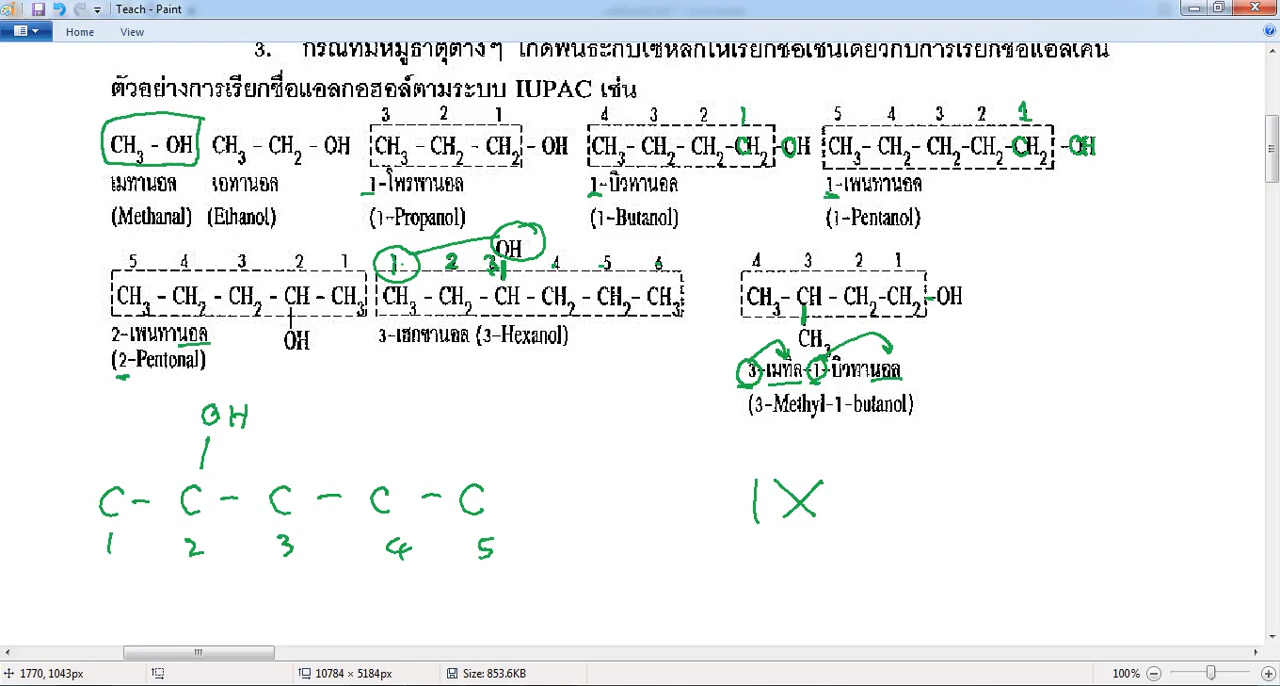 Teach - Paint
Home View
3. กรณีที่มีหมู่ธาตุต่างๆ เกิดพันธะกับโซ่หลักให้เรียกชื่อเช่นเดียวกับการเรียกชื่อแอลเคน
ตัวอย่างการเรียกชื่อแอลกอฮอล์ตามระบบ IUPAC เช่น
3 2 1 4 3 2 1 5 4 3 2 1
CH3 - OH CH3 - CH2 - OH CH3 - CH2 - CH2 - OH CH3 - CH2 - CH2 - CH2 - OH CH3 - CH2 - CH2 - CH2 - CH2 - OH
เมทานอล เอทานอล 1-โพรพานอล 1-บิวทานอล 1-เพนทานอล
(Methanal) (Ethanol) (1-Propanol) (1-Butanol) (1-Pentanol)
OH
5 4 3 2 1 1 2 3 4 5 6 4 3 2 1
CH3 - CH2 - CH2 - CH - CH3 CH3 - CH2 - CH - CH2 - CH2 - CH3 CH3 - CH - CH2 - CH2 - OH
OH CH3
2-เพนทานอล 3-เฮกซานอล (3-Hexanol) 3-เมทิล-1-บิวทานอล
(2-Pentonal) (3-Methyl-1-butanol)
OH
C - C - C - C - C 1X
1 2 3 4 5
1770, 1043px 10784 × 5184px Size: 853.6KB 100%